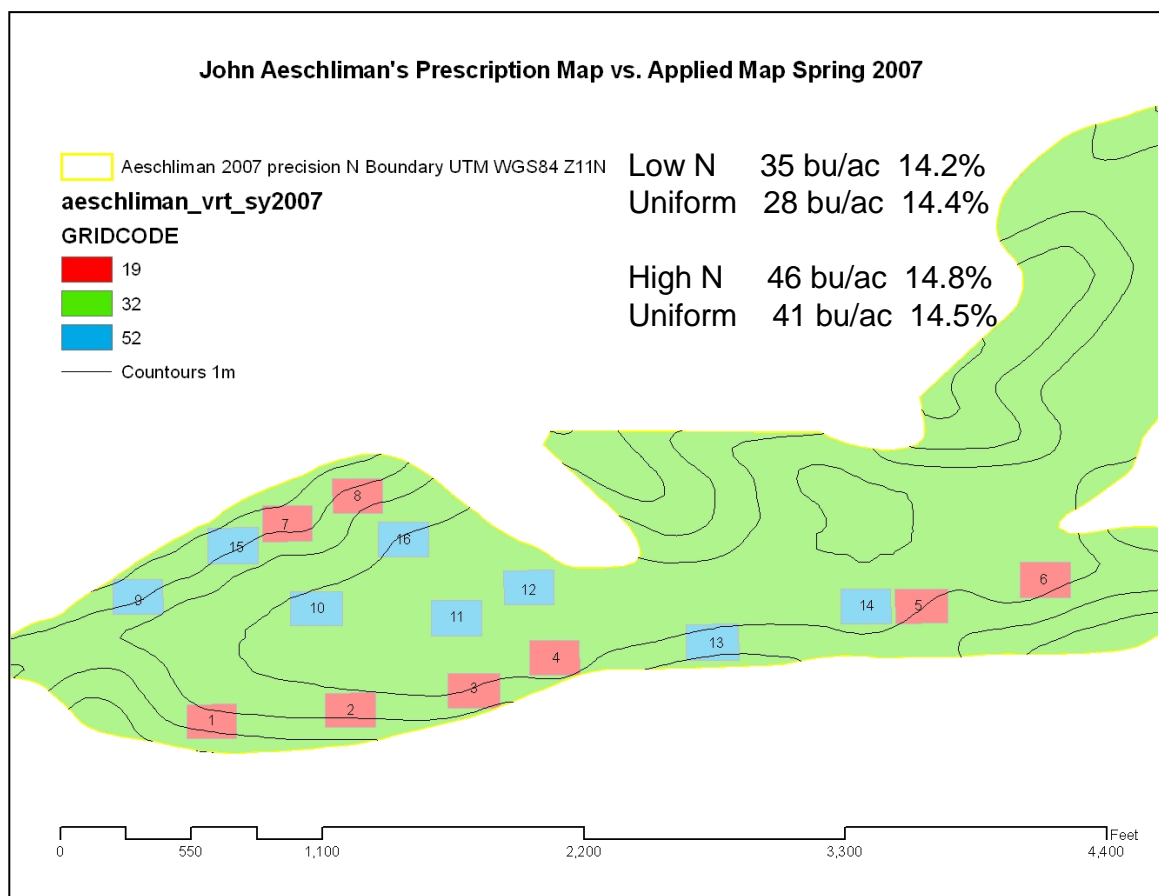 John Aeschliman's Prescription Map vs. Applied Map Spring 2007
Aeschliman 2007 precision N Boundary UTM WGS84 Z11N
aeschliman_vrt_sy2007
GRIDCODE
19
32
52
Countours 1m
Low N 35 bu/ac 14.2%
Uniform 28 bu/ac 14.4%
High N 46 bu/ac 14.8%
Uniform 41 bu/ac 14.5%
8
7
15
16
9
10
11
12
14
5
6
13
4
3
2
1
Feet
0 550 1,100 2,200 3,300 4,400